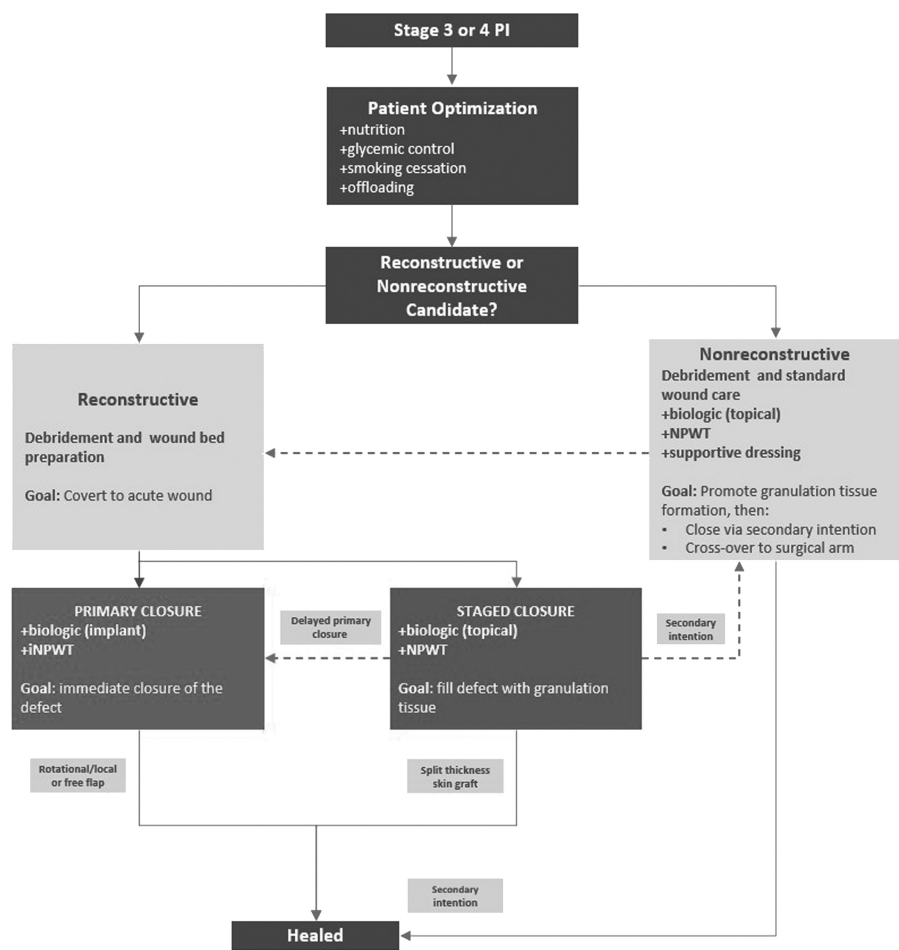 Stage 3 or 4 PI
Patient Optimization
+nutrition
+glycemic control
+smoking cessation
+offloading
Reconstructive or
Nonreconstructive
Candidate?
Reconstructive
Debridement and wound bed
preparation
Goal: Covert to acute wound
Nonreconstructive
Debridement and standard
wound care
+biologic (topical)
+NPWT
+supportive dressing
Goal: Promote granulation tissue
formation, then:
• Close via secondary intention
• Cross-over to surgical arm
PRIMARY CLOSURE
+biologic (implant)
+iNPWT
Goal: immediate closure of the
defect
Delayed primary
closure
STAGED CLOSURE
+biologic (topical)
+NPWT
Goal: fill defect with granulation
tissue
Secondary
intention
Rotational/local
or free flap
Split thickness
skin graft
Secondary
intention
Healed